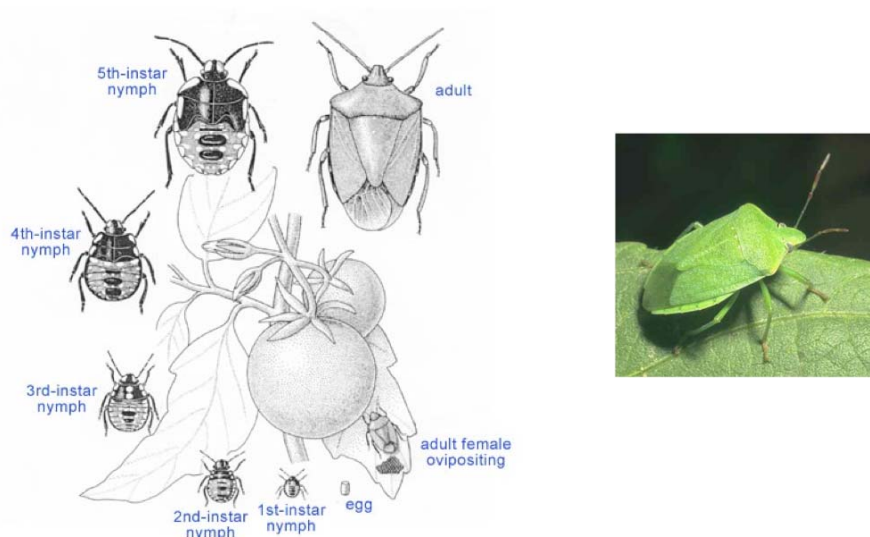 5th-instar
nymph
adult
4th-instar
nymph
3rd-instar
nymph
adult female
ovipositing
2nd-instar
nymph
1st-instar
nymph
egg